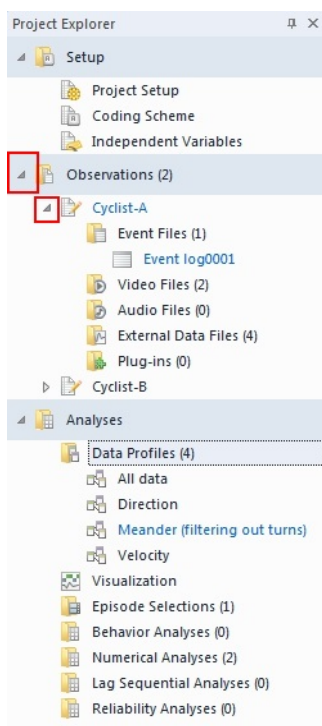 Project Explorer
Setup
Project Setup
Coding Scheme
Independent Variables
Observations (2)
Cyclist-A
Event Files (1)
Event log0001
Video Files (2)
Audio Files (0)
External Data Files (4)
Plug-ins (0)
Cyclist-B
Analyses
Data Profiles (4)
All data
Direction
Meander (filtering out turns)
Velocity
Visualization
Episode Selections (1)
Behavior Analyses (0)
Numerical Analyses (2)
Lag Sequential Analyses (0)
Reliability Analyses (0)